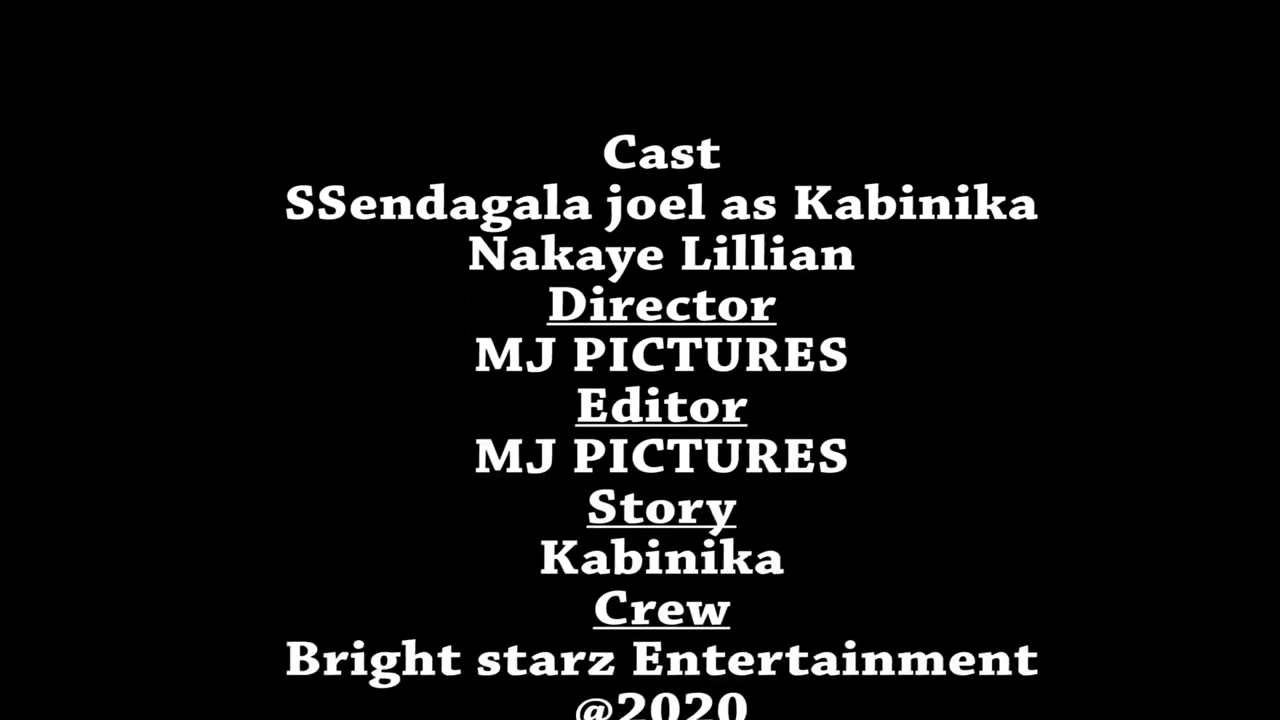 Cast
SSendagala joel as Kabinika
Nakaye Lillian
Director
MJ PICTURES
Editor
MJ PICTURES
Story
Kabinika
Crew
Bright starz Entertainment
@2020